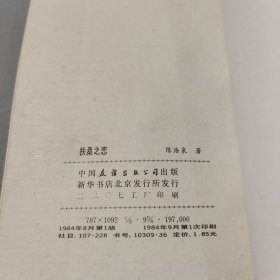 扶桑之恋　　陈浩泉 著
中国友谊出版公司出版
新华书店北京发行所发行
二二〇七工厂印刷
787×1092 1/32·9⅝·197,000
1984年8月第1版 1984年9月第1次印刷
社目.107-228 书号.10309-36 定价,1.65元